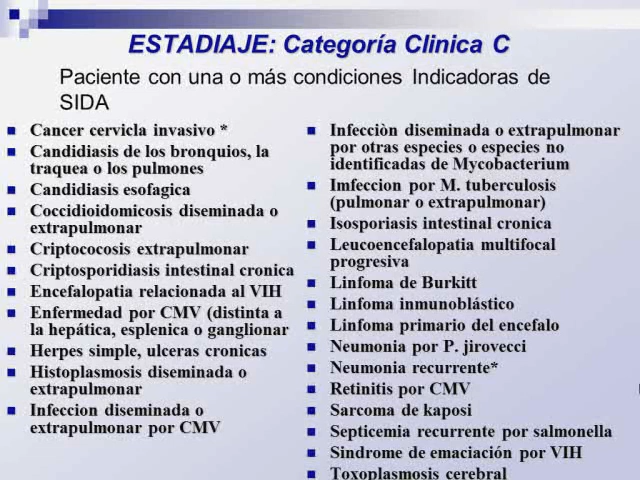 ESTADIAJE: Categoría Clinica C
Paciente con una o más condiciones Indicadoras de
SIDA
Cancer cervicla invasivo *
Candidiasis de los bronquios, la
traquea o los pulmones
Candidiasis esofagica
Coccidioidomicosis diseminada o
extrapulmonar
Criptococosis extrapulmonar
Criptosporidiasis intestinal cronica
Encefalopatia relacionada al VIH
Enfermedad por CMV (distinta a
la hepática, esplenica o ganglionar
Herpes simple, ulceras cronicas
Histoplasmosis diseminada o
extrapulmonar
Infeccion diseminada o
extrapulmonar por CMV
Infecciòn diseminada o extrapulmonar
por otras especies o especies no
identificadas de Mycobacterium
Imfeccion por M. tuberculosis
(pulmonar o extrapulmonar)
Isosporiasis intestinal cronica
Leucoencefalopatia multifocal
progresiva
Linfoma de Burkitt
Linfoma inmunoblástico
Linfoma primario del encefalo
Neumonia por P. jirovecci
Neumonia recurrente*
Retinitis por CMV
Sarcoma de kaposi
Septicemia recurrente por salmonella
Sindrome de emaciación por VIH
Toxoplasmosis cerebral